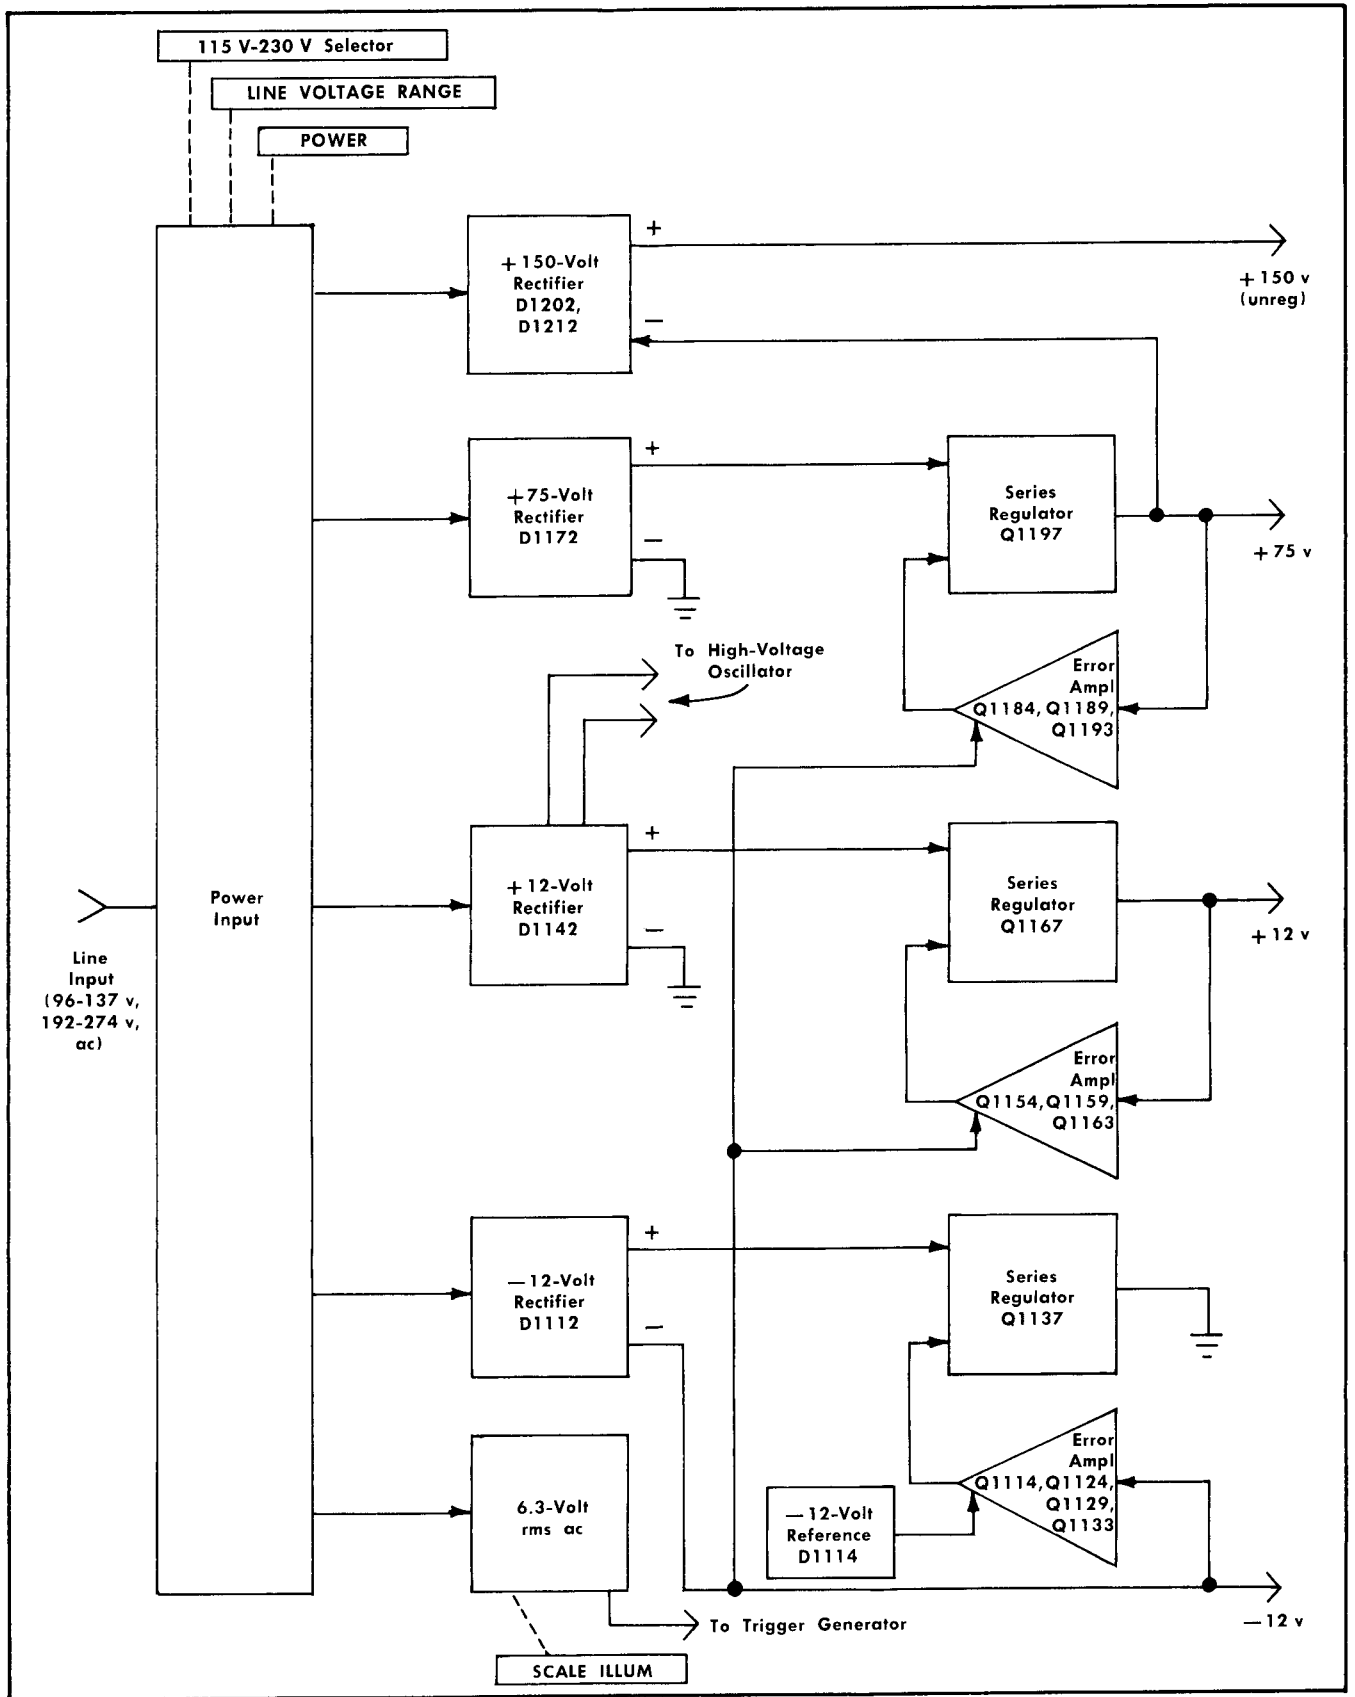 115 V-230 V Selector
LINE VOLTAGE RANGE
POWER
+150-Volt
Rectifier
D1202,
D1212
+
−
+150 v
(unreg)
+75-Volt
Rectifier
D1172
+
−
Series
Regulator
Q1197
+75 v
To High-Voltage
Oscillator
Error
Ampl
Q1184, Q1189,
Q1193
Power
Input
Line
Input
(96-137 v,
192-274 v,
ac)
+12-Volt
Rectifier
D1142
+
−
Series
Regulator
Q1167
+12 v
Error
Ampl
Q1154, Q1159,
Q1163
−12-Volt
Rectifier
D1112
+
−
Series
Regulator
Q1137
6.3-Volt
rms ac
−12-Volt
Reference
D1114
Error
Ampl
Q1114, Q1124,
Q1129,
Q1133
−12 v
To Trigger Generator
SCALE ILLUM